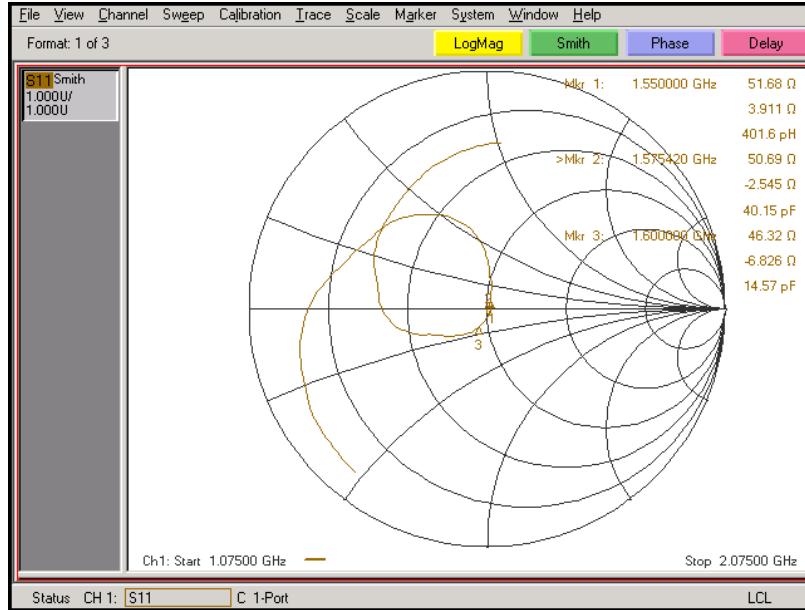 File View Channel Sweep Calibration Trace Scale Marker System Window Help
Format: 1 of 3 LogMag Smith Phase Delay
S11 Smith
1.000U/
1.000U
Mkr 1: 1.550000 GHz 51.68 Ω
3.911 Ω
401.6 pH
>Mkr 2: 1.575420 GHz 50.69 Ω
-2.545 Ω
40.15 pF
Mkr 3: 1.600000 GHz 46.32 Ω
-6.826 Ω
14.57 pF
3
Ch1: Start 1.07500 GHz Stop 2.07500 GHz
Status CH 1: S11 C 1-Port LCL